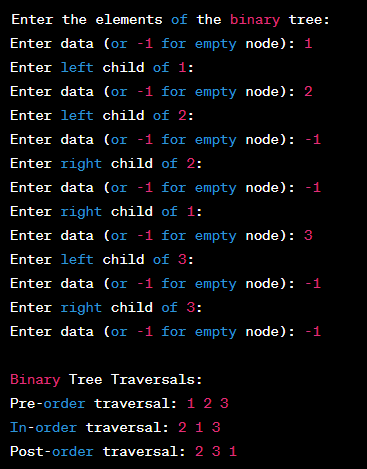 Enter the elements of the binary tree:
Enter data (or -1 for empty node): 1
Enter left child of 1:
Enter data (or -1 for empty node): 2
Enter left child of 2:
Enter data (or -1 for empty node): -1
Enter right child of 2:
Enter data (or -1 for empty node): -1
Enter right child of 1:
Enter data (or -1 for empty node): 3
Enter left child of 3:
Enter data (or -1 for empty node): -1
Enter right child of 3:
Enter data (or -1 for empty node): -1
Binary Tree Traversals:
Pre-order traversal: 1 2 3
In-order traversal: 2 1 3
Post-order traversal: 2 3 1